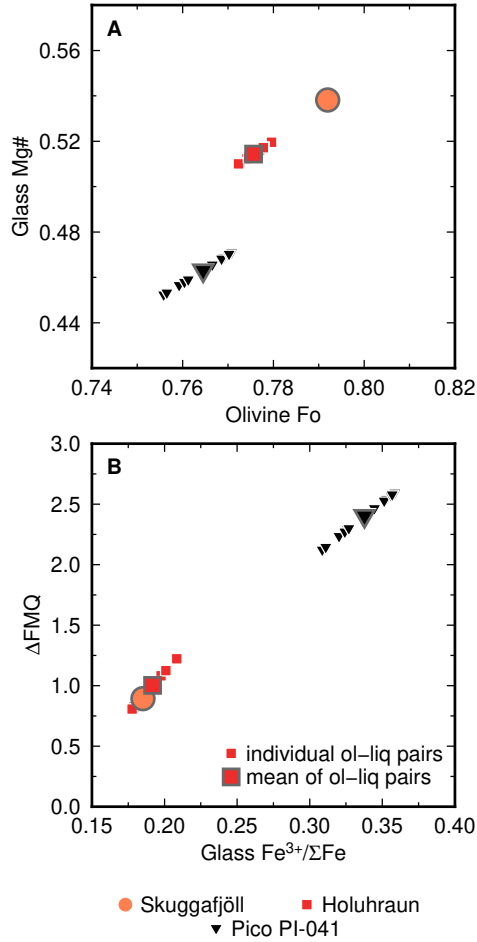 A
0.56
0.52
0.48
0.44
Glass Mg#
0.74 0.76 0.78 0.80 0.82
Olivine Fo
B
3.0
2.5
2.0
1.5
1.0
0.5
0.0
ΔFMQ
individual ol−liq pairs
mean of ol−liq pairs
0.15 0.20 0.25 0.30 0.35 0.40
Glass Fe³⁺/ΣFe
Skuggafjöll Holuhraun
Pico PI-041